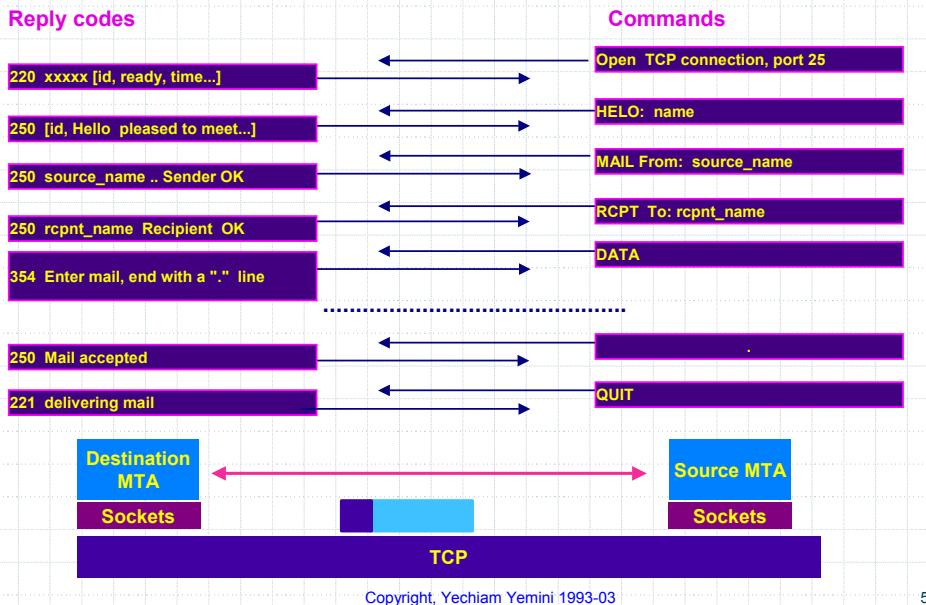 Reply codes
Commands
Open TCP connection, port 25
220 xxxxx [id, ready, time...]
HELO: name
250 [id, Hello pleased to meet...]
MAIL From: source_name
250 source_name .. Sender OK
RCPT To: rcpnt_name
250 rcpnt_name Recipient OK
DATA
354 Enter mail, end with a "." line
.
250 Mail accepted
QUIT
221 delivering mail
Destination
MTA
Source MTA
Sockets
Sockets
TCP
Copyright, Yechiam Yemini 1993-03
5